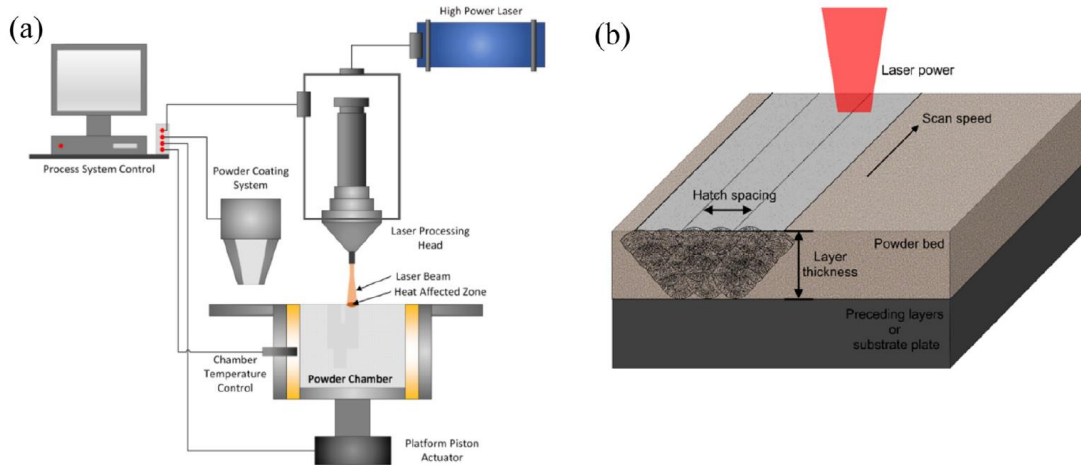 (a)
High Power Laser
Process System Control
Powder Coating
System
Laser Processing
Head
Laser Beam
Heat Affected Zone
Chamber
Temperature
Control
Powder Chamber
Platform Piston
Actuator
(b)
Laser power
Scan speed
Hatch spacing
Powder bed
Layer
thickness
Preceding layers
or
substrate plate